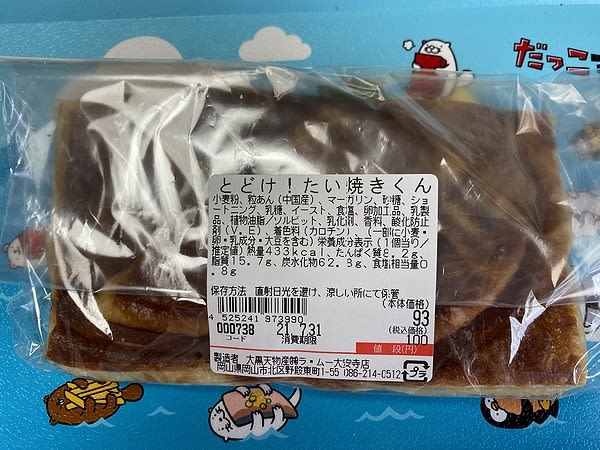 だっこ
とどけ！たい焼きくん
小麦粉、粒あん（中国産）、マーガリン、砂糖、ショ
ートニング、乳糖、イースト、食塩、卵加工品、乳製
品、植物油脂／ソルビット、乳化剤、香料、酸化防止
剤（V．E）、着色料（カロチン）、（一部に小麦・
卵・乳成分・大豆を含む）栄養成分表示（1個当り／
推定値）熱量433kcal、たんぱく質8．2g、
脂質15．7g、炭水化物62．8g、食塩相当量0．
8g
保存方法 直射日光を避け、涼しい所にて保管
(本体価格)
4 525241 973990
93
000738
コード
21.7.31
消費期限
(税込価格)
100
値 段(円)
製造者 大黒天物産㈱ラ・ムー大安寺店
岡山県岡山市北区野殿東町1-55 086-214-0512
プラ